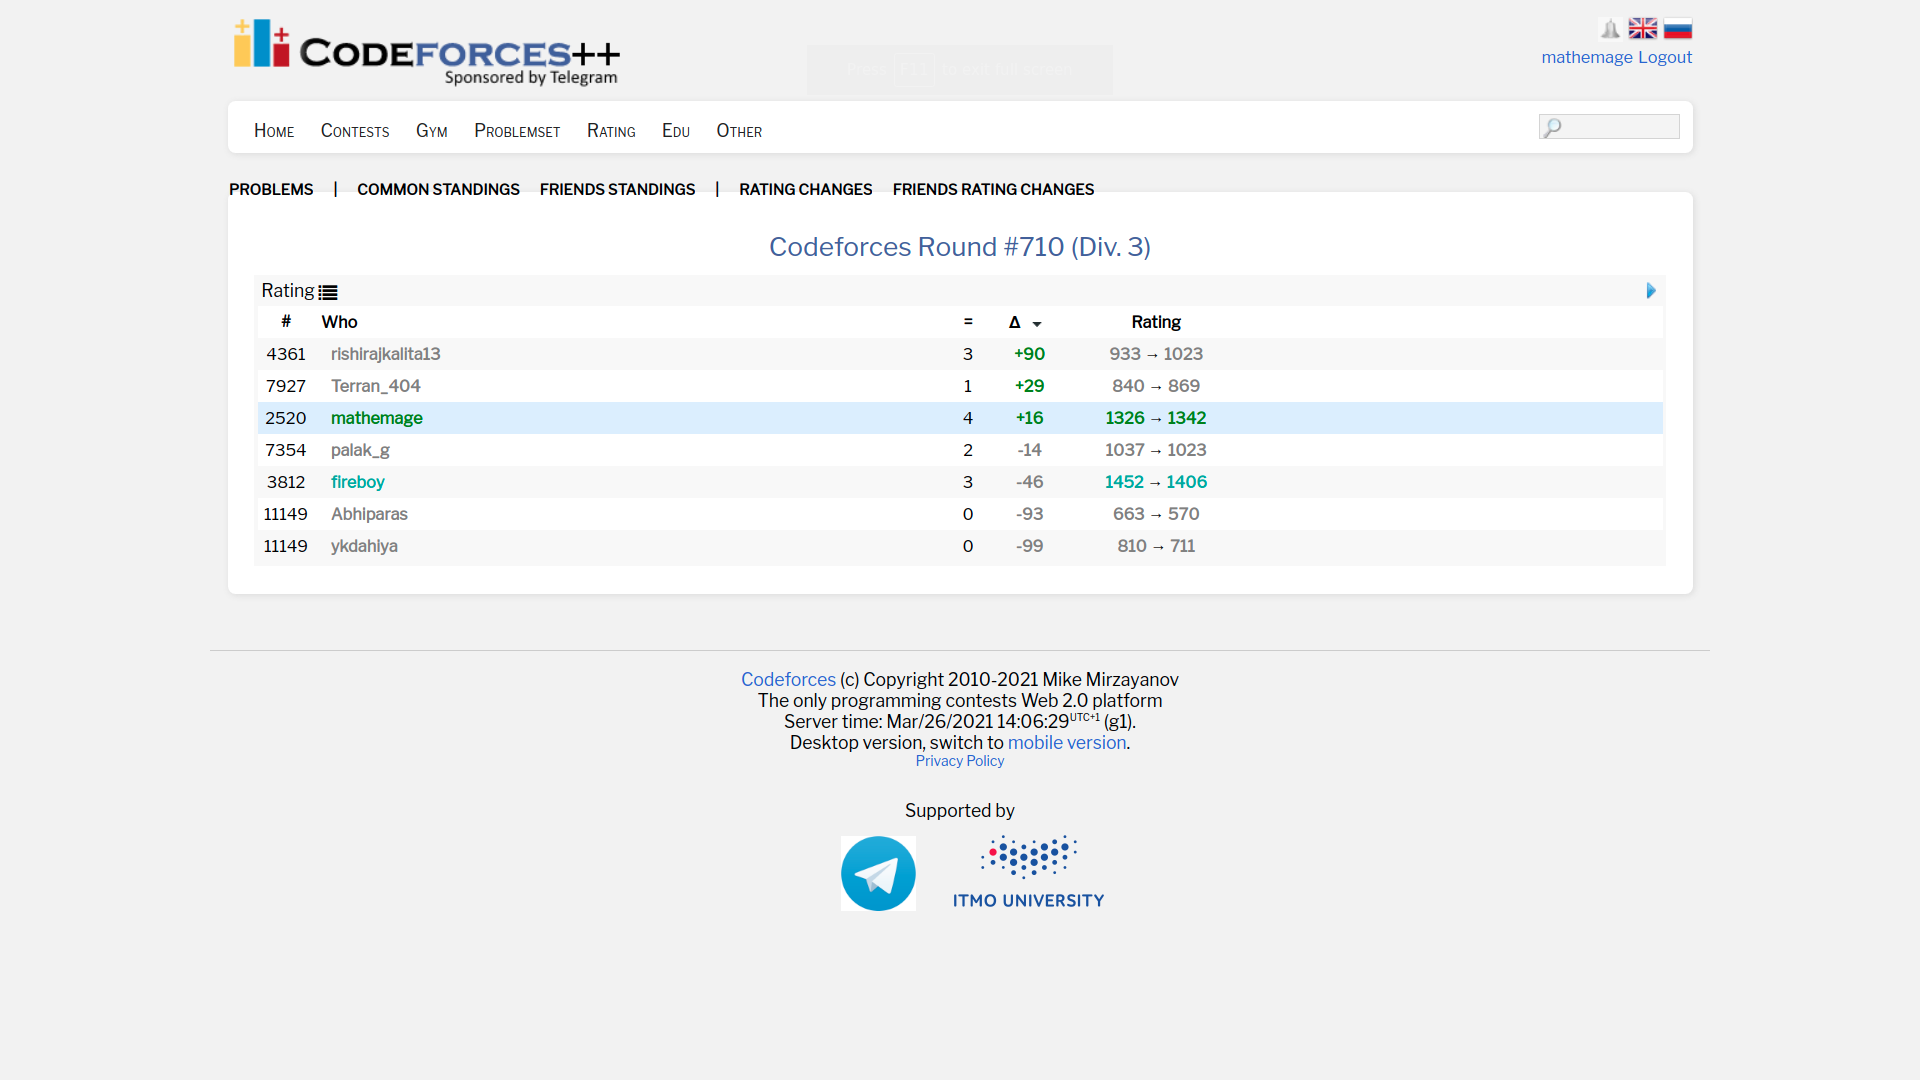 CODEFORCES++
Sponsored by Telegram
mathemage Logout
HOME CONTESTS GYM PROBLEMSET RATING EDU OTHER
PROBLEMS | COMMON STANDINGS FRIENDS STANDINGS | RATING CHANGES FRIENDS RATING CHANGES
Codeforces Round #710 (Div. 3)
Rating
# Who = Δ Rating
4361 rishirajkalita13 3 +90 933 → 1023
7927 Terran_404 1 +29 840 → 869
2520 mathemage 4 +16 1326 → 1342
7354 palak_g 2 -14 1037 → 1023
3812 fireboy 3 -46 1452 → 1406
11149 Abhiparas 0 -93 663 → 570
11149 ykdahiya 0 -99 810 → 711
Codeforces (c) Copyright 2010-2021 Mike Mirzayanov
The only programming contests Web 2.0 platform
Server time: Mar/26/2021 14:06:29UTC+1 (g1).
Desktop version, switch to mobile version.
Privacy Policy
Supported by
ITMO UNIVERSITY